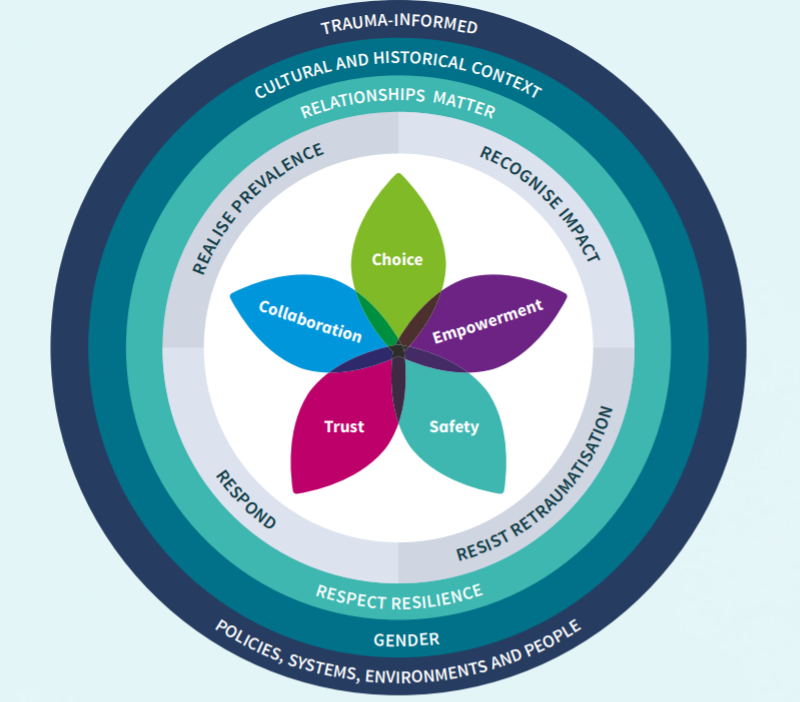 TRAUMA-INFORMED
CULTURAL AND HISTORICAL CONTEXT
RELATIONSHIPS MATTER
REALISE PREVALENCE
RECOGNISE IMPACT
Choice
Collaboration
Empowerment
Trust
Safety
RESPOND
RESIST RETRAUMATISATION
RESPECT RESILIENCE
GENDER
POLICIES, SYSTEMS, ENVIRONMENTS AND PEOPLE